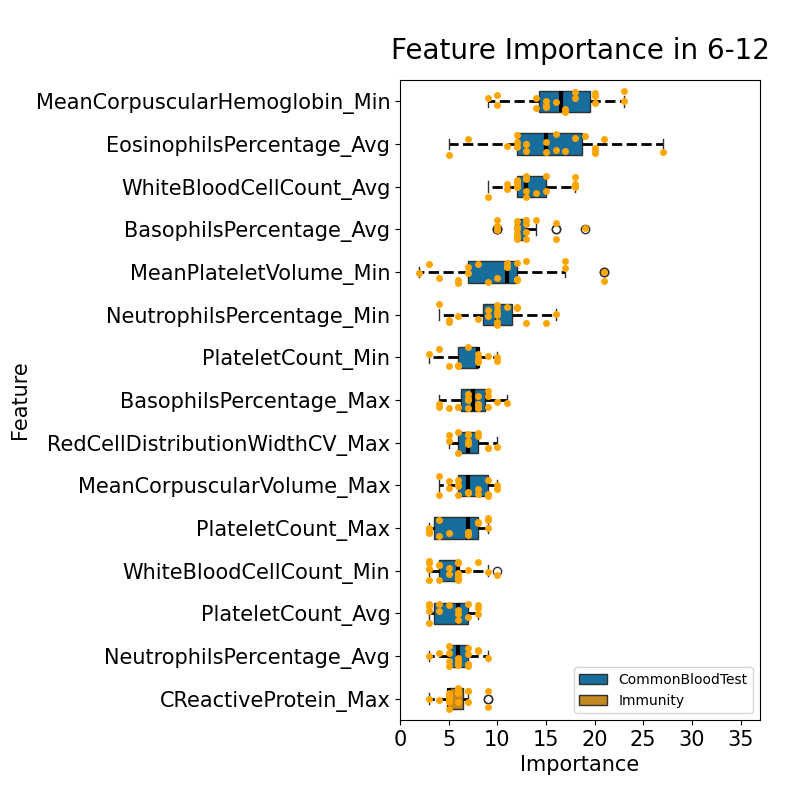 Feature Importance in 6-12
MeanCorpuscularHemoglobin_Min
EosinophilsPercentage_Avg
WhiteBloodCellCount_Avg
BasophilsPercentage_Avg
MeanPlateletVolume_Min
NeutrophilsPercentage_Min
PlateletCount_Min
BasophilsPercentage_Max
RedCellDistributionWidthCV_Max
MeanCorpuscularVolume_Max
PlateletCount_Max
WhiteBloodCellCount_Min
PlateletCount_Avg
NeutrophilsPercentage_Avg
CReactiveProtein_Max
Feature
CommonBloodTest
Immunity
0 5 10 15 20 25 30 35
Importance